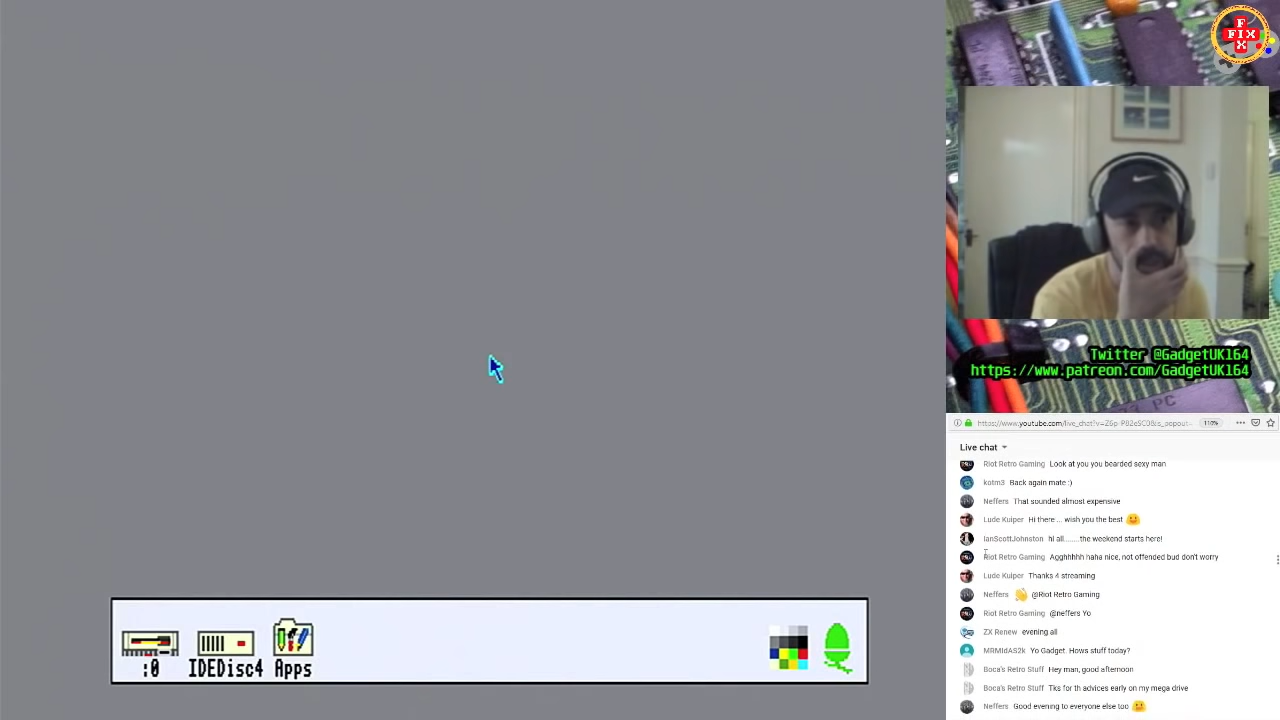 :0
IDEDisc4
Apps
F
FIX
X
Twitter @GadgetUK164
https://www.patreon.com/GadgetUK164
110%
Live chat
Riot Retro Gaming Look at you you bearded sexy man
kotm3 Back again mate :)
Neffers That sounded almost expensive
Lude Kuiper Hi there ... wish you the best
IanScottJohnston hi all........the weekend starts here!
Riot Retro Gaming Agghhhhh haha nice, not offended bud don't worry
Lude Kuiper Thanks 4 streaming
Neffers @Riot Retro Gaming
Riot Retro Gaming @neffers Yo
ZX Renew evening all
MRMIdAS2k Yo Gadget. Hows stuff today?
Boca's Retro Stuff Hey man, good afternoon
Boca's Retro Stuff Tks for th advices early on my mega drive
Neffers Good evening to everyone else too